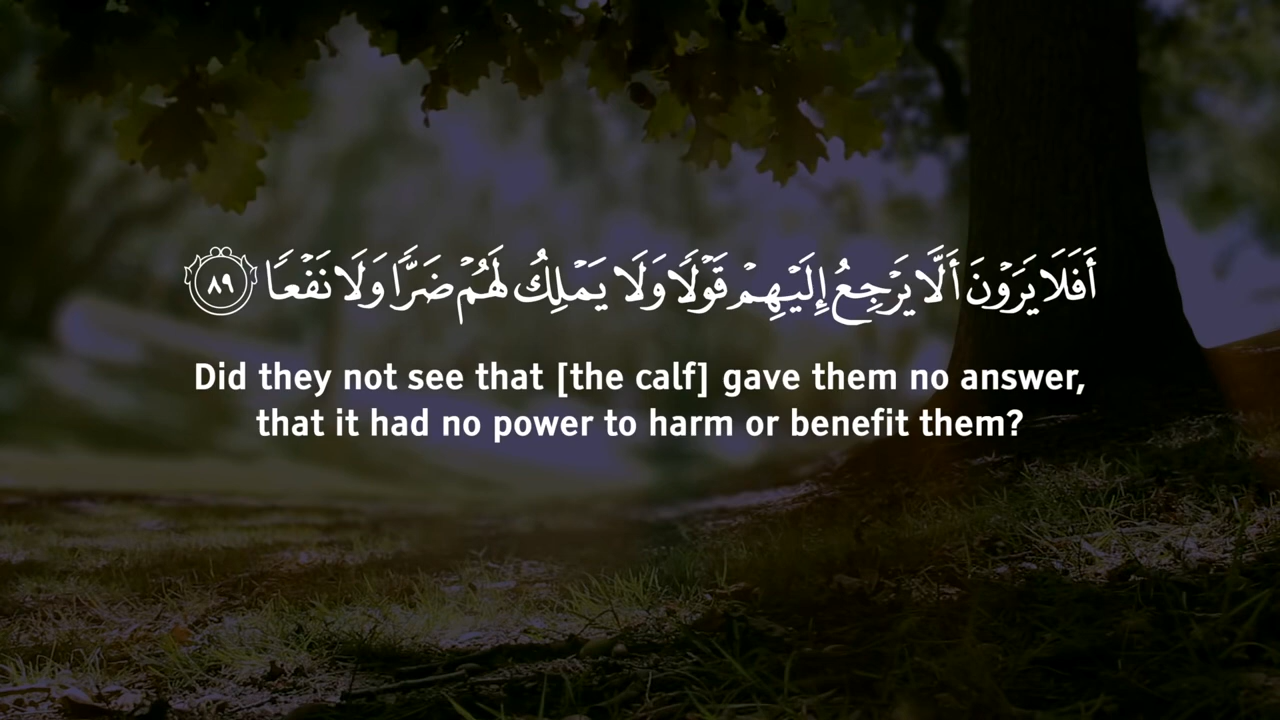 أَفَلَا يَرَوْنَ أَلَّا يَرْجِعُ إِلَيْهِمْ قَوْلًا وَلَا يَمْلِكُ لَهُمْ ضَرًّا وَلَا نَفْعًا ٨٩
Did they not see that [the calf] gave them no answer,
that it had no power to harm or benefit them?